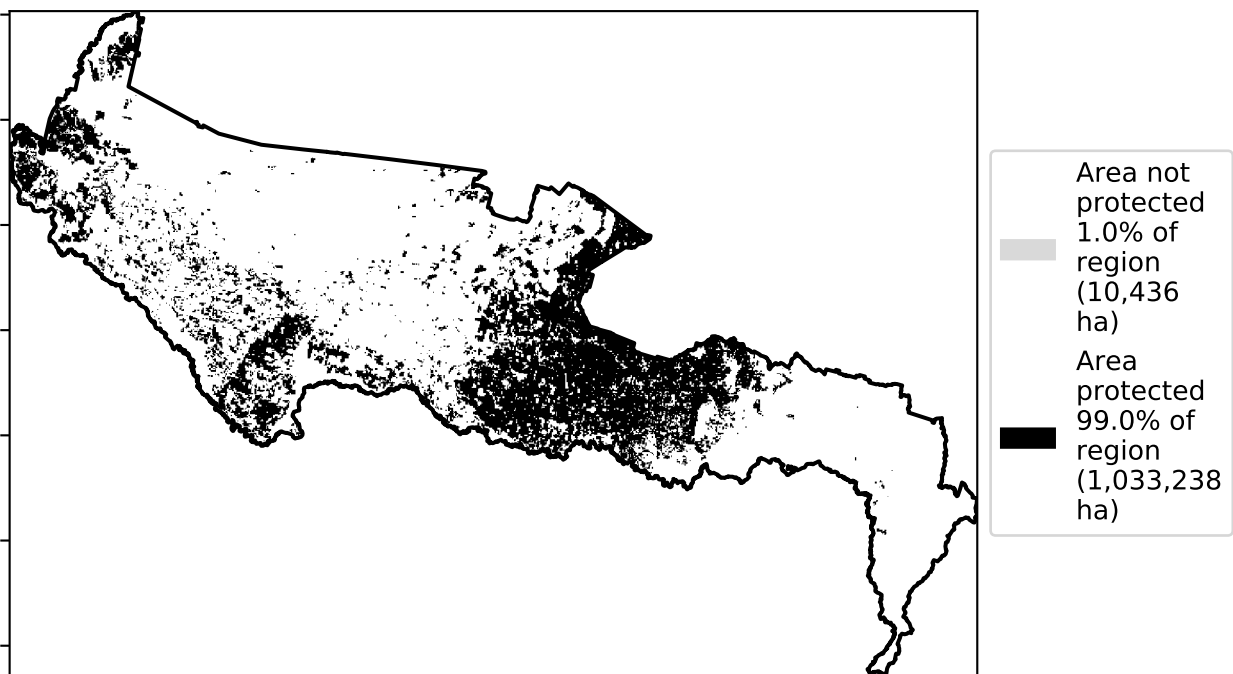 Area not
protected
1.0% of
region
(10,436
ha)
Area
protected
99.0% of
region
(1,033,238
ha)